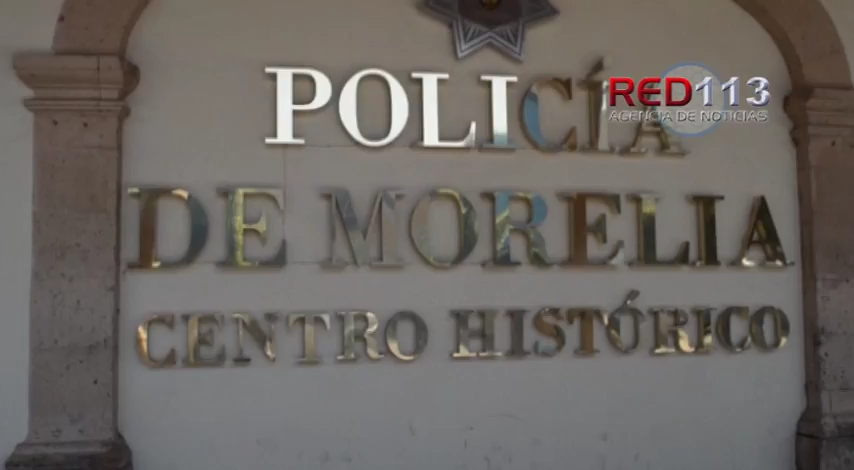 POLICÍA
RED113
AGENCIA DE NOTICIAS
DE MORELIA
CENTRO HISTÓRICO